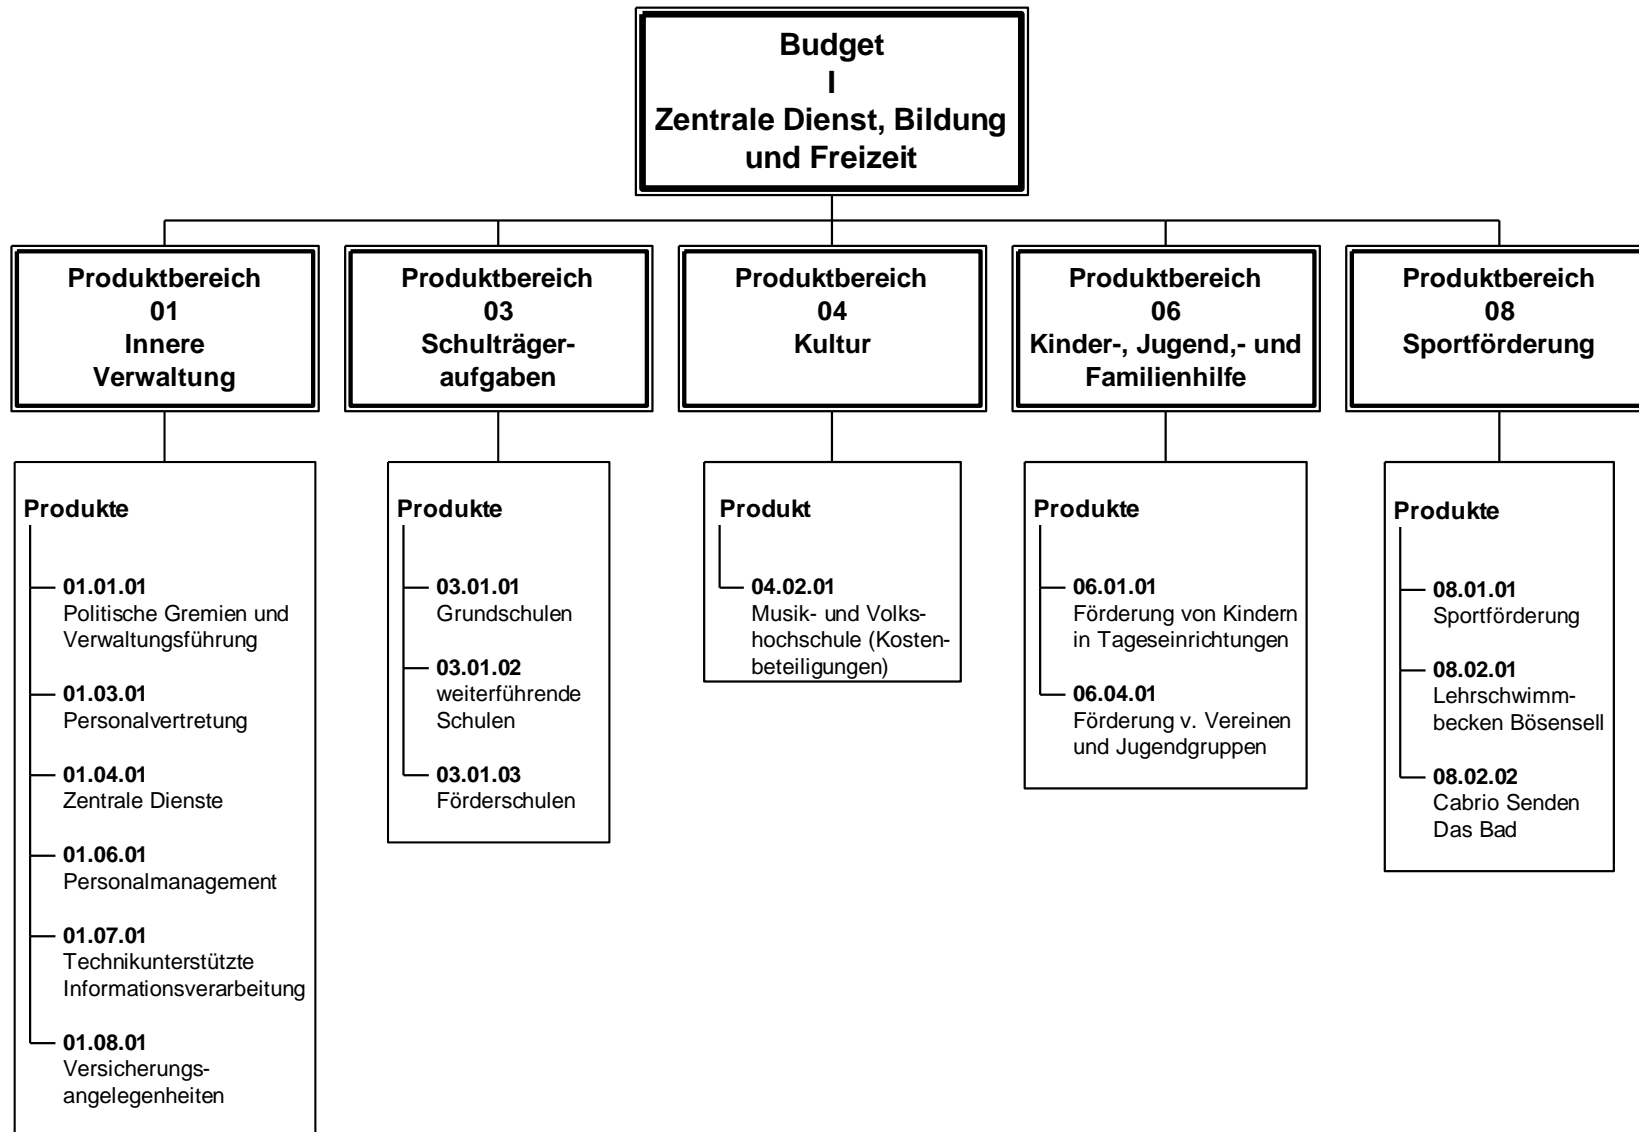 Budget
I
Zentrale Dienst, Bildung
und Freizeit
Produktbereich
01
Innere
Verwaltung
Produktbereich
03
Schulträger-
aufgaben
Produktbereich
04
Kultur
Produktbereich
06
Kinder-, Jugend,- und
Familienhilfe
Produktbereich
08
Sportförderung
Produkte
01.01.01
Politische Gremien und
Verwaltungsführung
01.03.01
Personalvertretung
01.04.01
Zentrale Dienste
01.06.01
Personalmanagement
01.07.01
Technikunterstützte
Informationsverarbeitung
01.08.01
Versicherungs-
angelegenheiten
Produkte
03.01.01
Grundschulen
03.01.02
weiterführende
Schulen
03.01.03
Förderschulen
Produkt
04.02.01
Musik- und Volks-
hochschule (Kosten-
beteiligungen)
Produkte
06.01.01
Förderung von Kindern
in Tageseinrichtungen
06.04.01
Förderung v. Vereinen
und Jugendgruppen
Produkte
08.01.01
Sportförderung
08.02.01
Lehrschwimm-
becken Bösensell
08.02.02
Cabrio Senden
Das Bad